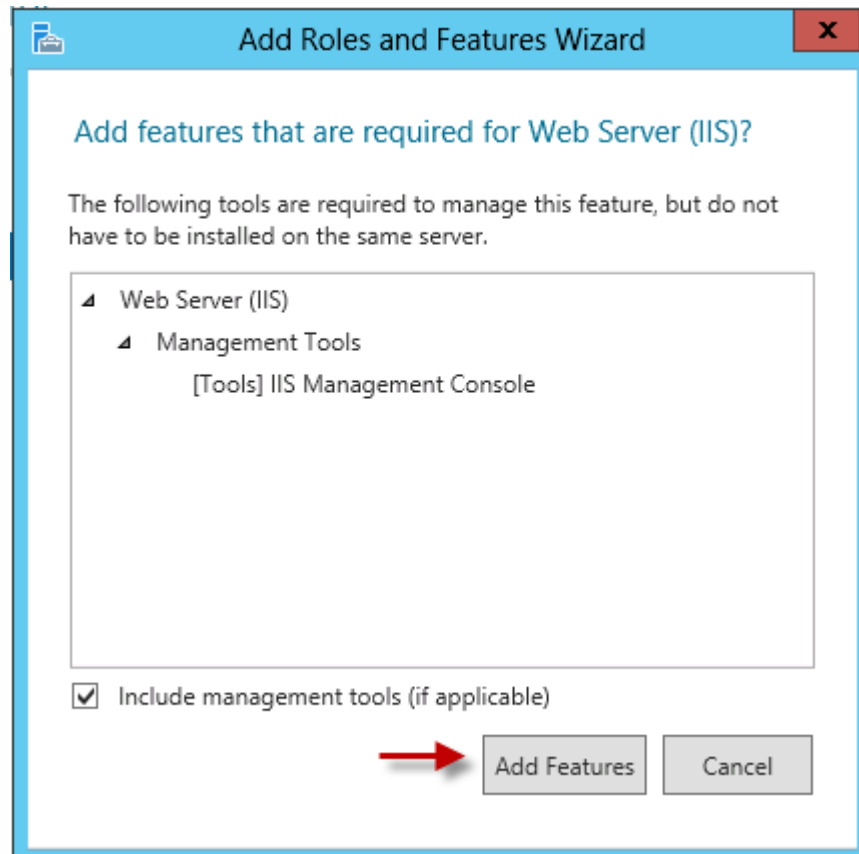 Add Roles and Features Wizard
x
Add features that are required for Web Server (IIS)?
The following tools are required to manage this feature, but do not
have to be installed on the same server.
Web Server (IIS)
Management Tools
[Tools] IIS Management Console
Include management tools (if applicable)
Add Features
Cancel